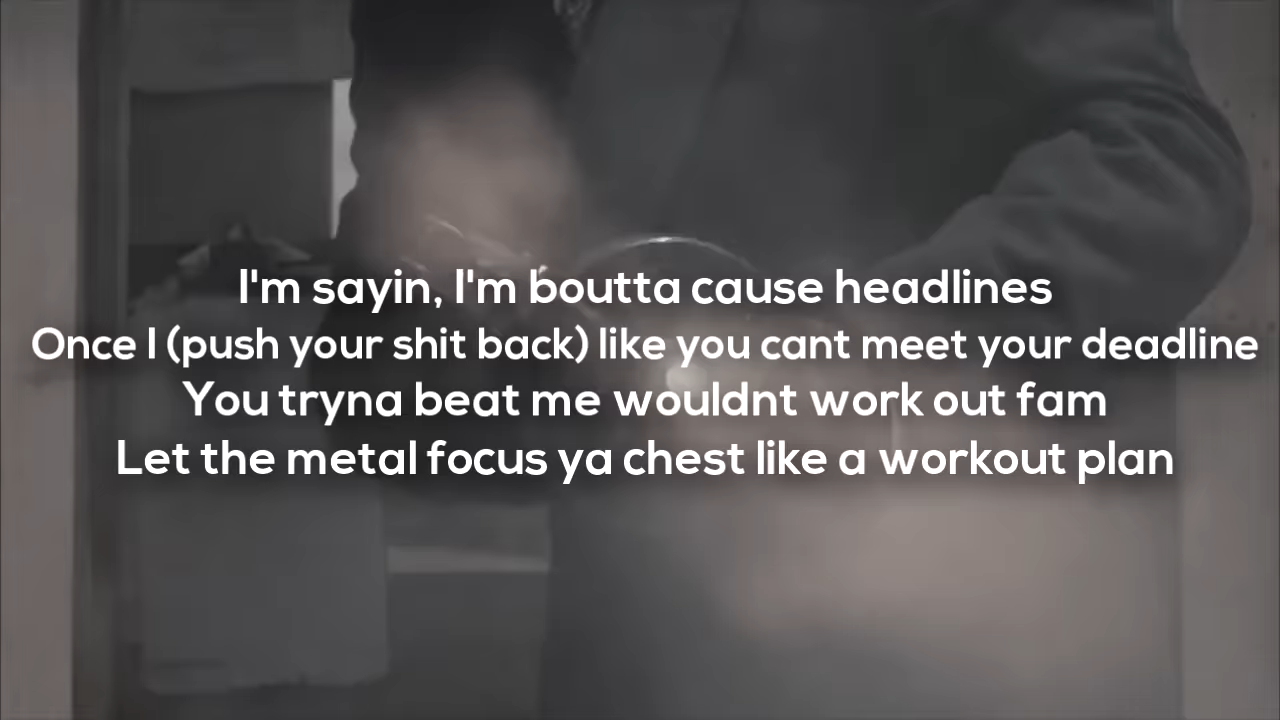 I'm sayin, I'm boutta cause headlines
Once I (push your shit back) like you cant meet your deadline
You tryna beat me wouldnt work out fam
Let the metal focus ya chest like a workout plan